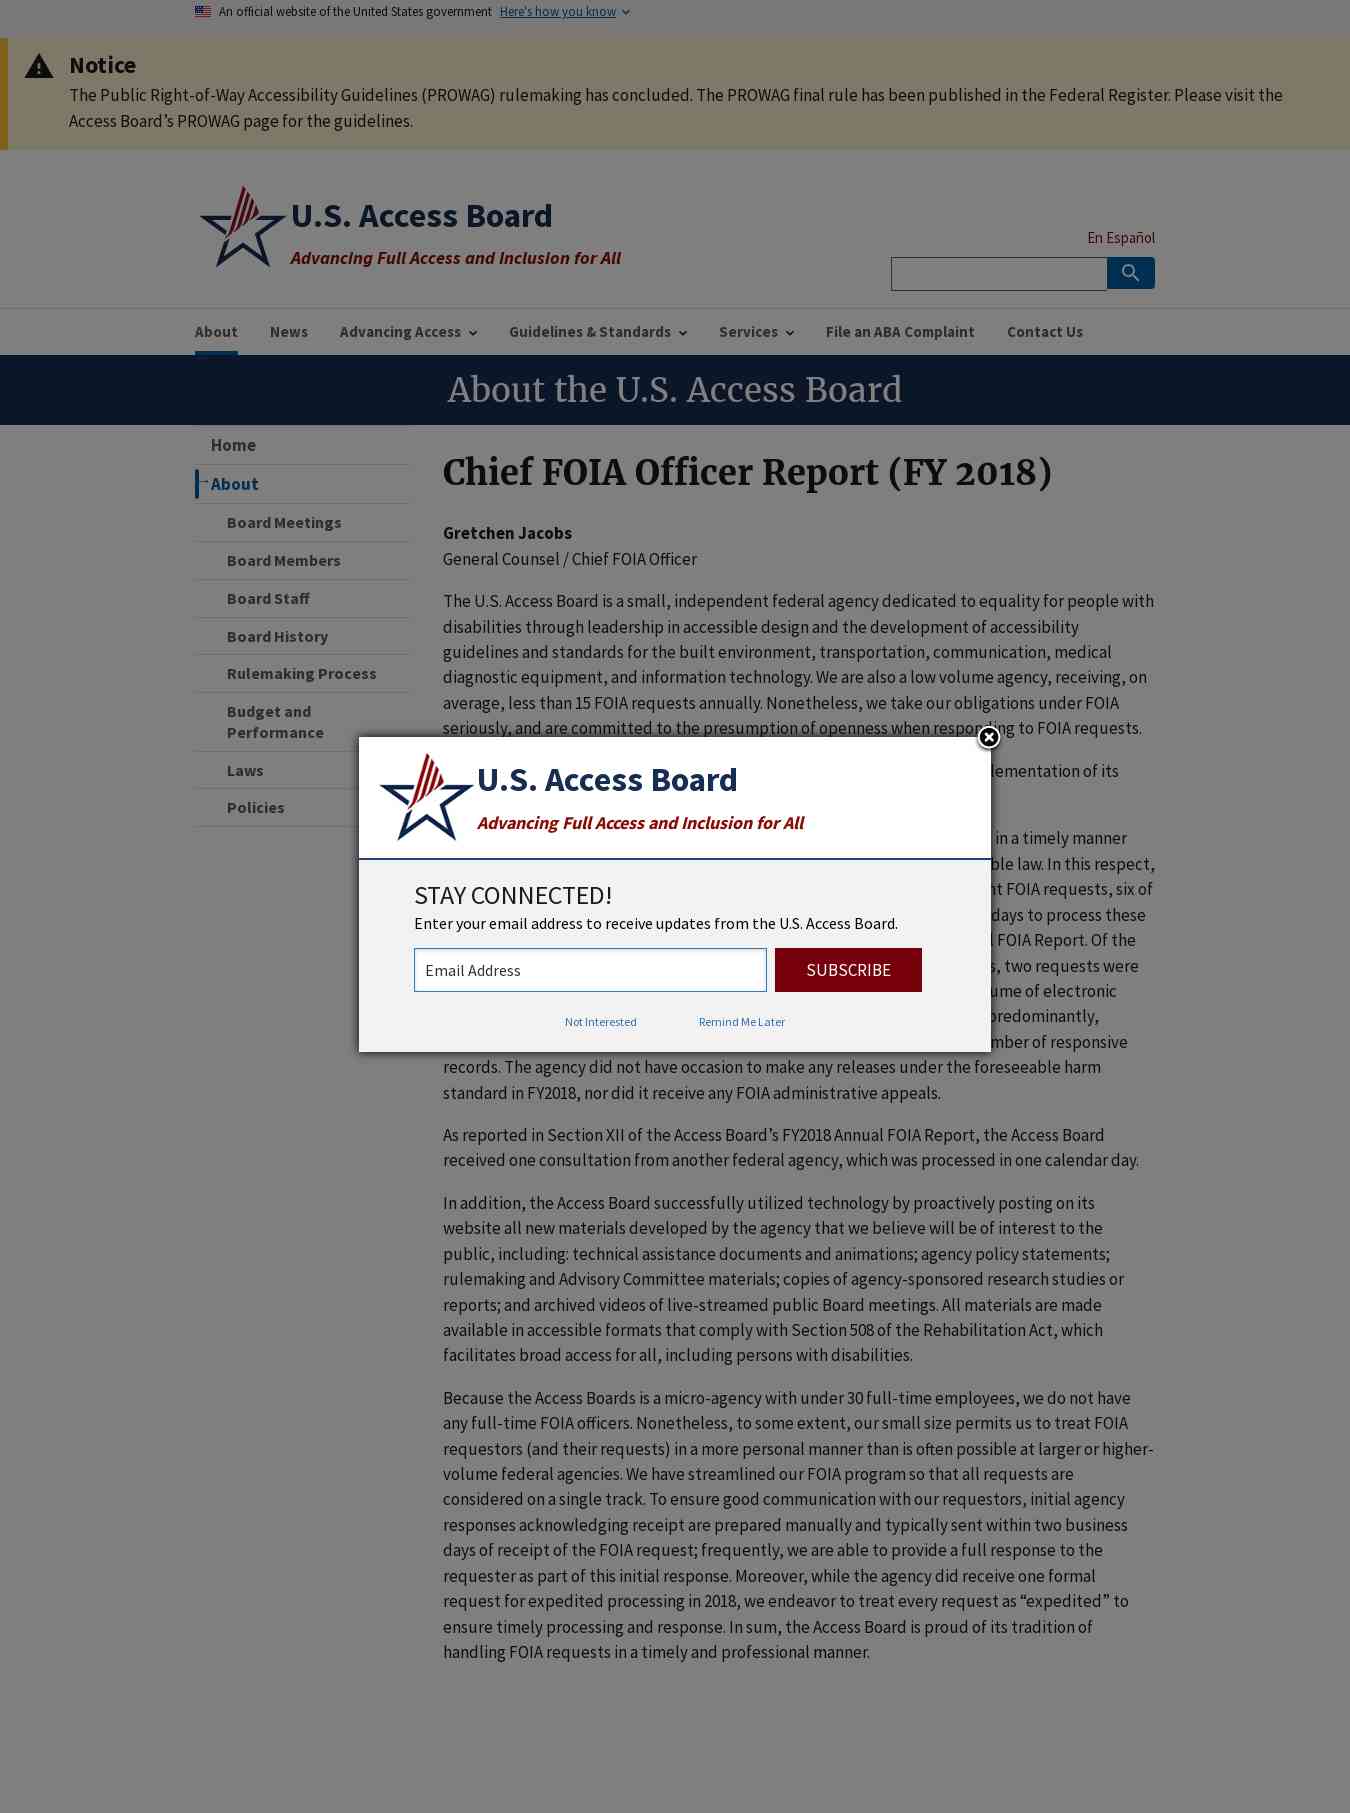 An official website of the United States government Here's how you know
Notice
The Public Right-of-Way Accessibility Guidelines (PROWAG) rulemaking has concluded. The PROWAG final rule has been published in the Federal Register. Please visit the
Access Board’s PROWAG page for the guidelines.
U.S. Access Board
Advancing Full Access and Inclusion for All
En Español
About News Advancing Access Guidelines & Standards Services File an ABA Complaint Contact Us
About the U.S. Access Board
Home
About
Board Meetings
Board Members
Board Staff
Board History
Rulemaking Process
Budget and
Performance
Laws
Policies
Chief FOIA Officer Report (FY 2018)
Gretchen Jacobs
General Counsel / Chief FOIA Officer
The U.S. Access Board is a small, independent federal agency dedicated to equality for people with
disabilities through leadership in accessible design and the development of accessibility
guidelines and standards for the built environment, transportation, communication, medical
diagnostic equipment, and information technology. We are also a low volume agency, receiving, on
average, less than 15 FOIA requests annually. Nonetheless, we take our obligations under FOIA
seriously, and are committed to the presumption of openness when responding to FOIA requests.
lementation of its
in a timely manner
ble law. In this respect,
nt FOIA requests, six of
days to process these
l FOIA Report. Of the
s, two requests were
ume of electronic
predominantly,
mber of responsive
records. The agency did not have occasion to make any releases under the foreseeable harm
standard in FY2018, nor did it receive any FOIA administrative appeals.
As reported in Section XII of the Access Board’s FY2018 Annual FOIA Report, the Access Board
received one consultation from another federal agency, which was processed in one calendar day.
In addition, the Access Board successfully utilized technology by proactively posting on its
website all new materials developed by the agency that we believe will be of interest to the
public, including: technical assistance documents and animations; agency policy statements;
rulemaking and Advisory Committee materials; copies of agency-sponsored research studies or
reports; and archived videos of live-streamed public Board meetings. All materials are made
available in accessible formats that comply with Section 508 of the Rehabilitation Act, which
facilitates broad access for all, including persons with disabilities.
Because the Access Boards is a micro-agency with under 30 full-time employees, we do not have
any full-time FOIA officers. Nonetheless, to some extent, our small size permits us to treat FOIA
requestors (and their requests) in a more personal manner than is often possible at larger or higher-
volume federal agencies. We have streamlined our FOIA program so that all requests are
considered on a single track. To ensure good communication with our requestors, initial agency
responses acknowledging receipt are prepared manually and typically sent within two business
days of receipt of the FOIA request; frequently, we are able to provide a full response to the
requester as part of this initial response. Moreover, while the agency did receive one formal
request for expedited processing in 2018, we endeavor to treat every request as “expedited” to
ensure timely processing and response. In sum, the Access Board is proud of its tradition of
handling FOIA requests in a timely and professional manner.
U.S. Access Board
Advancing Full Access and Inclusion for All
STAY CONNECTED!
Enter your email address to receive updates from the U.S. Access Board.
Email Address SUBSCRIBE
Not Interested Remind Me Later